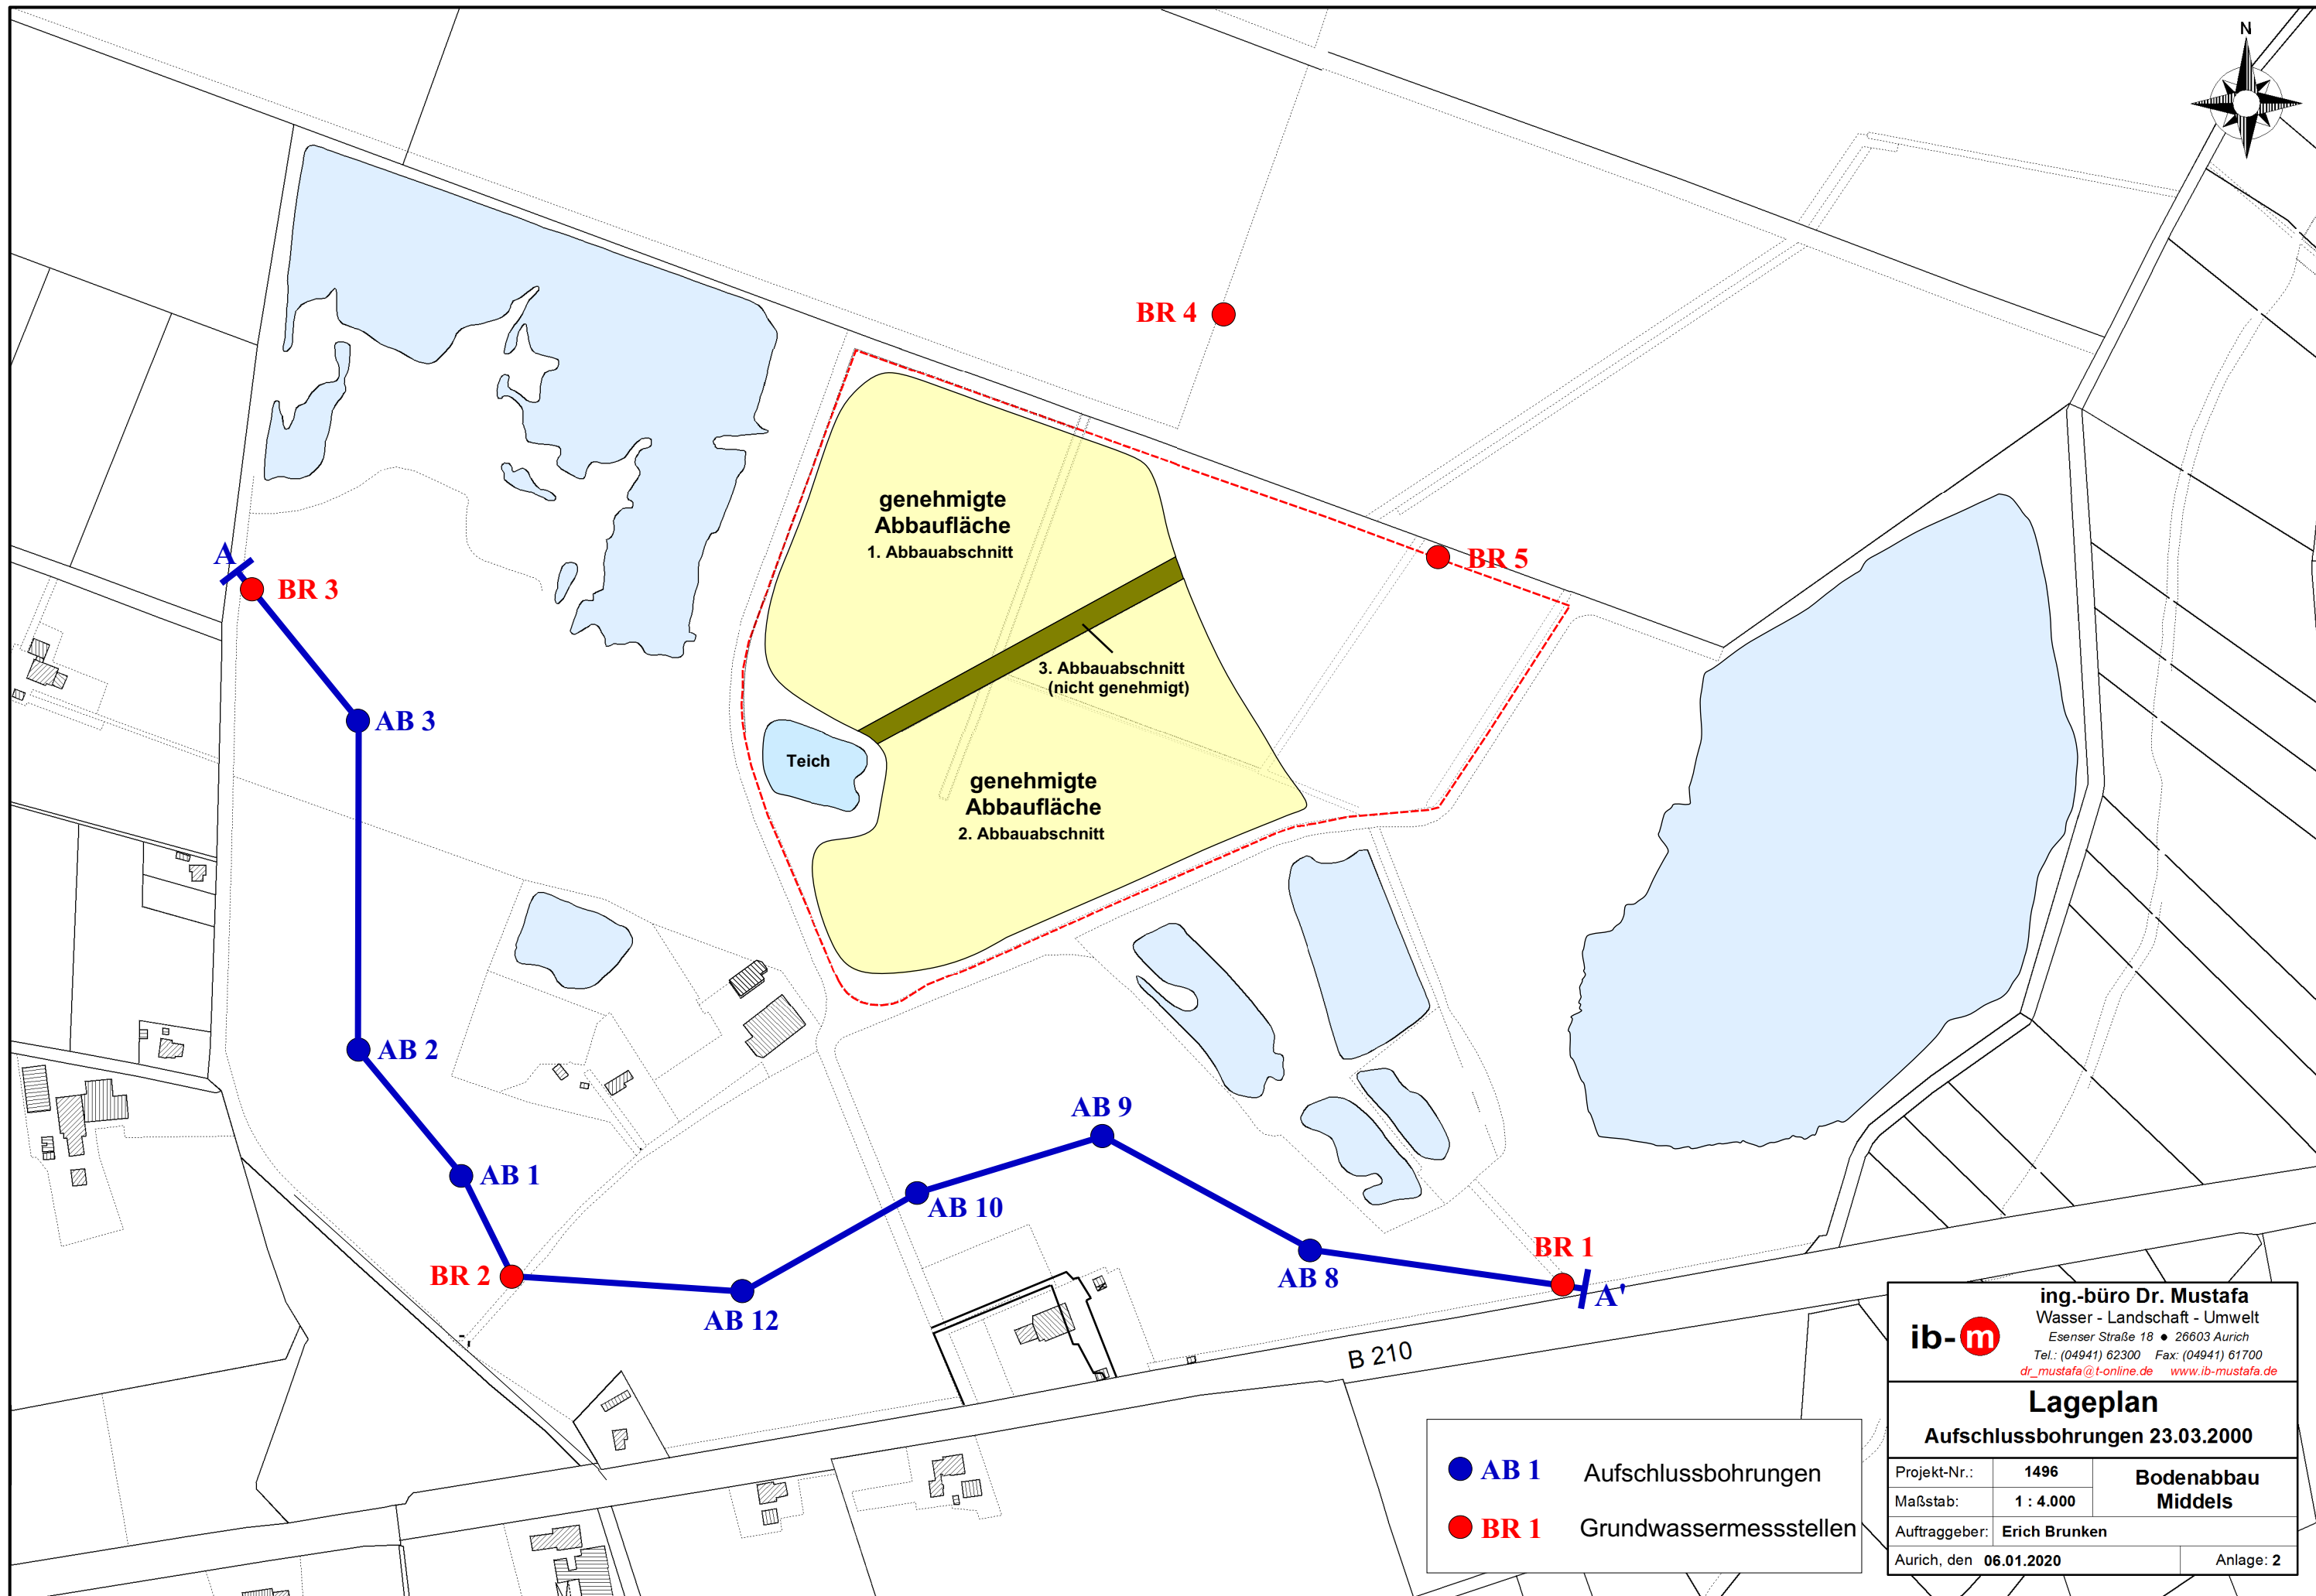 N
BR 4
genehmigte
Abbaufläche
1. Abbauabschnitt
A
BR 3
BR 5
3. Abbauabschnitt
(nicht genehmigt)
AB 3
Teich
genehmigte
Abbaufläche
2. Abbauabschnitt
AB 2
AB 9
AB 1
AB 10
BR 1
BR 2
AB 8
A'
AB 12
B 210
AB 1 Aufschlussbohrungen
BR 1 Grundwassermessstellen
ib-m
ing.-büro Dr. Mustafa
Wasser - Landschaft - Umwelt
Esenser Straße 18 ● 26603 Aurich
Tel.: (04941) 62300 Fax: (04941) 61700
dr_mustafa@t-online.de www.ib-mustafa.de
Lageplan
Aufschlussbohrungen 23.03.2000
Projekt-Nr.: 1496
Maßstab: 1 : 4.000
Bodenabbau
Middels
Auftraggeber: Erich Brunken
Aurich, den 06.01.2020 Anlage: 2